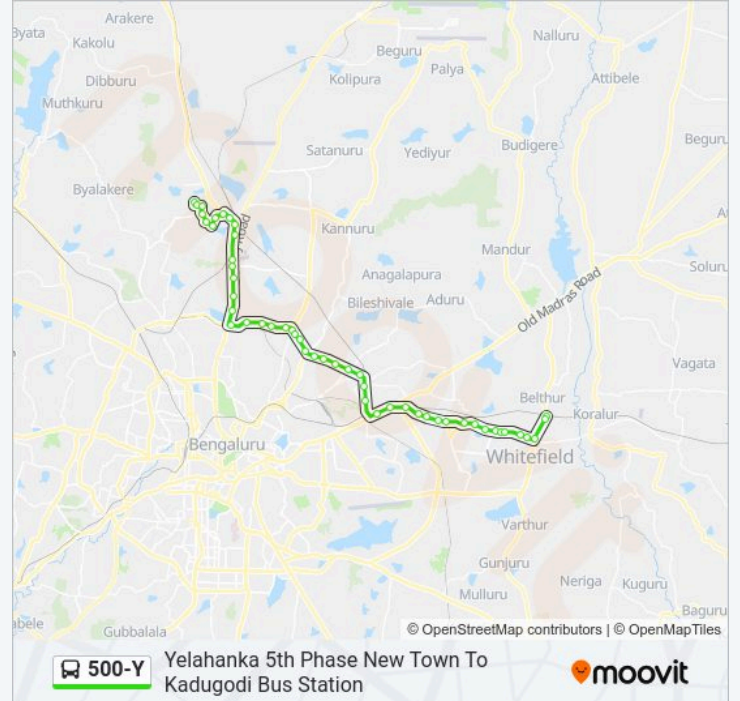 Arakere
Byata
Kakolu
Nalluru
Beguru
Palya
Dibburu
Kolipura
Attibele
Muthkuru
Beguru
Budigere
Satanuru
Yediyur
Byalakere
Kannuru
Mandur
Anagalapura
Soluru
Bileshivale
Aduru
Old Madras Road
Vagata
Belthur
Koralur
Bengaluru
Whitefield
Varthur
Gunjuru
Neriga
Kuguru
Mulluru
Baguru
Gubbalala
© OpenStreetMap contributors | © OpenMapTiles
500-Y
Yelahanka 5th Phase New Town To
Kadugodi Bus Station
moovit